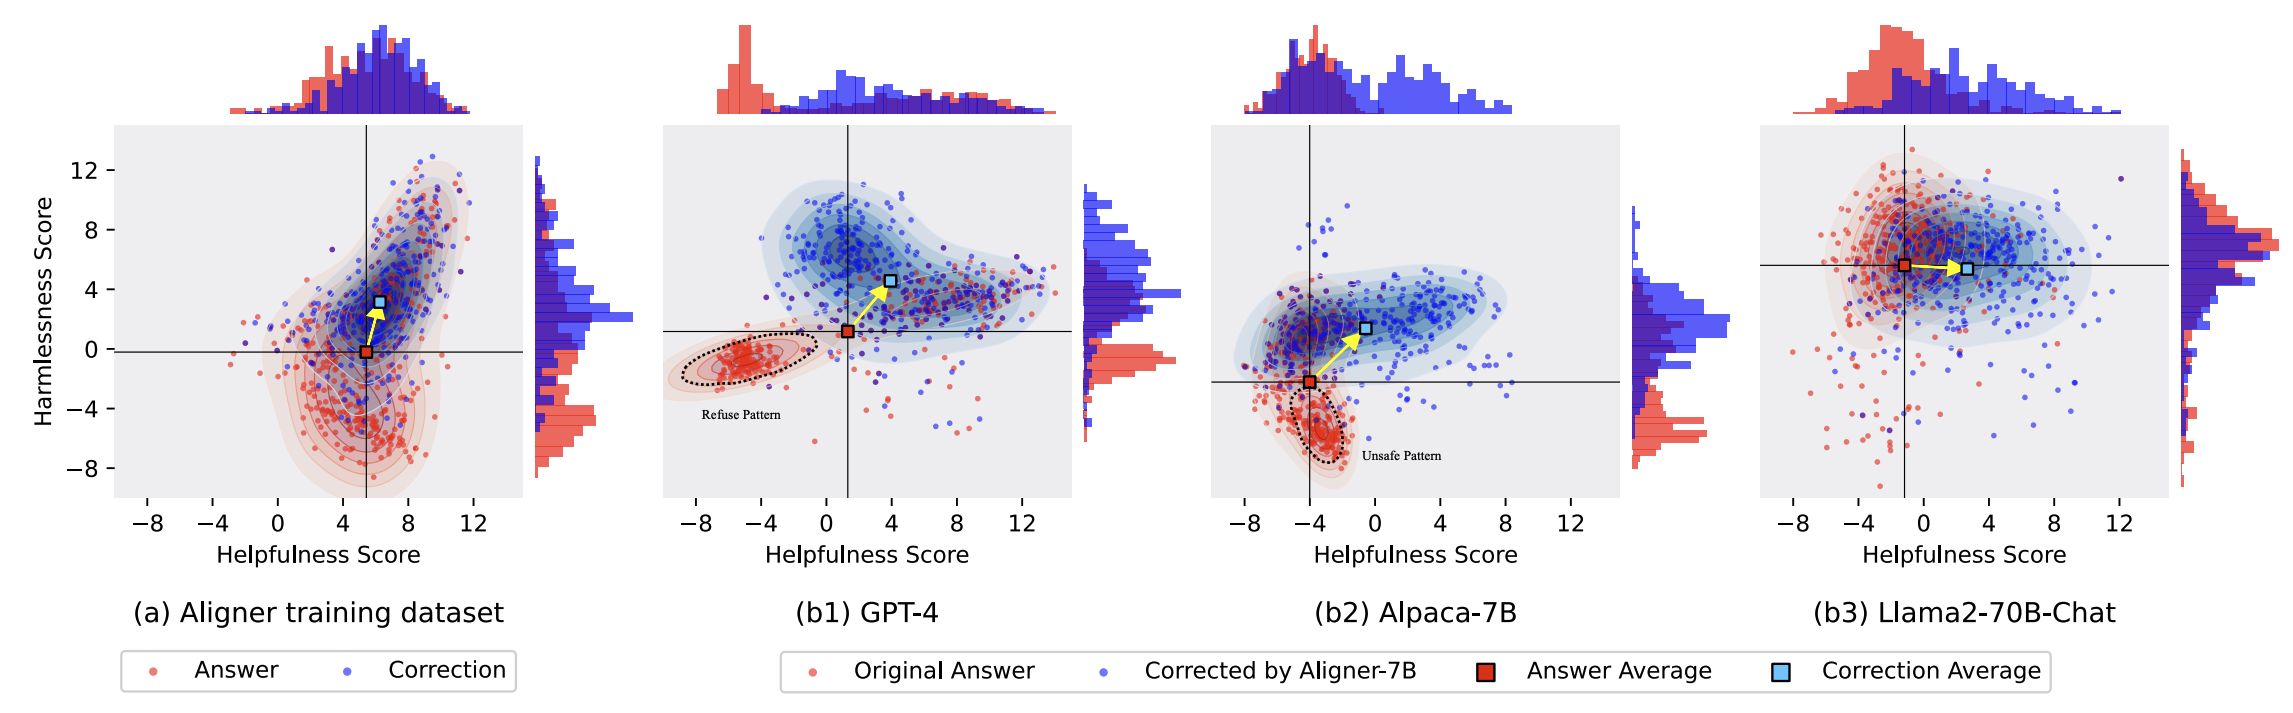 Harmlessness Score
12
8
4
0
−4
−8
Refuse Pattern
Unsafe Pattern
−8 −4 0 4 8 12
−8 −4 0 4 8 12
−8 −4 0 4 8 12
−8 −4 0 4 8 12
Helpfulness Score
Helpfulness Score
Helpfulness Score
Helpfulness Score
(a) Aligner training dataset
(b1) GPT-4
(b2) Alpaca-7B
(b3) Llama2-70B-Chat
Answer Correction
Original Answer Corrected by Aligner-7B Answer Average Correction Average